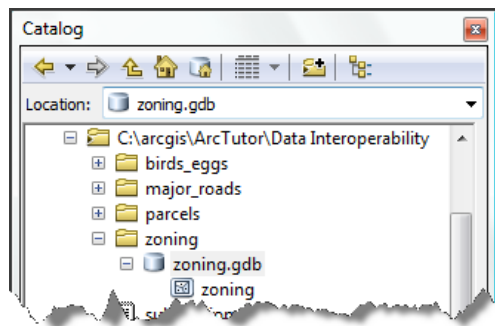 Catalog
Location: zoning.gdb
C:\arcgis\ArcTutor\Data Interoperability
birds_eggs
major_roads
parcels
zoning
zoning.gdb
zoning